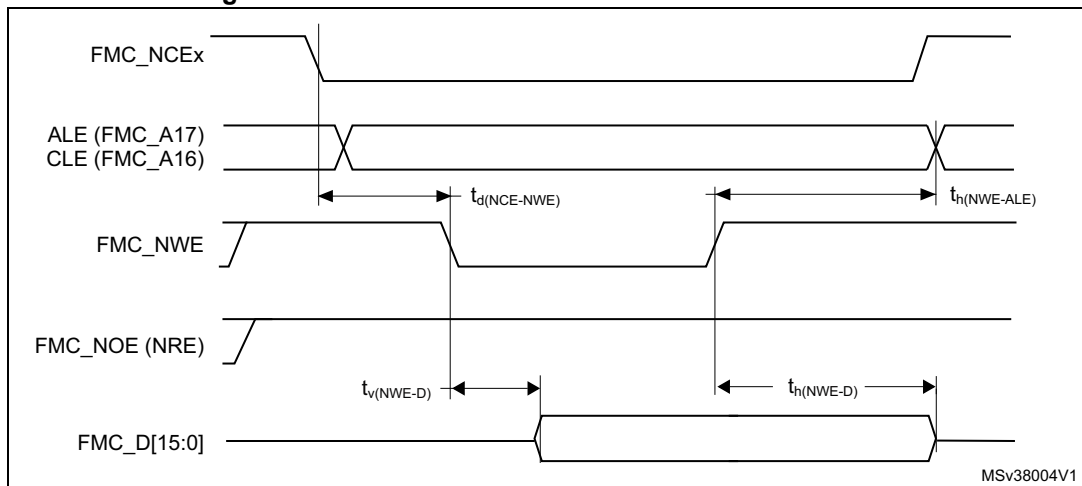 FMC_NCEx
ALE (FMC_A17)
CLE (FMC_A16)
td(NCE-NWE)
th(NWE-ALE)
FMC_NWE
FMC_NOE (NRE)
tv(NWE-D)
th(NWE-D)
FMC_D[15:0]
MSv38004V1